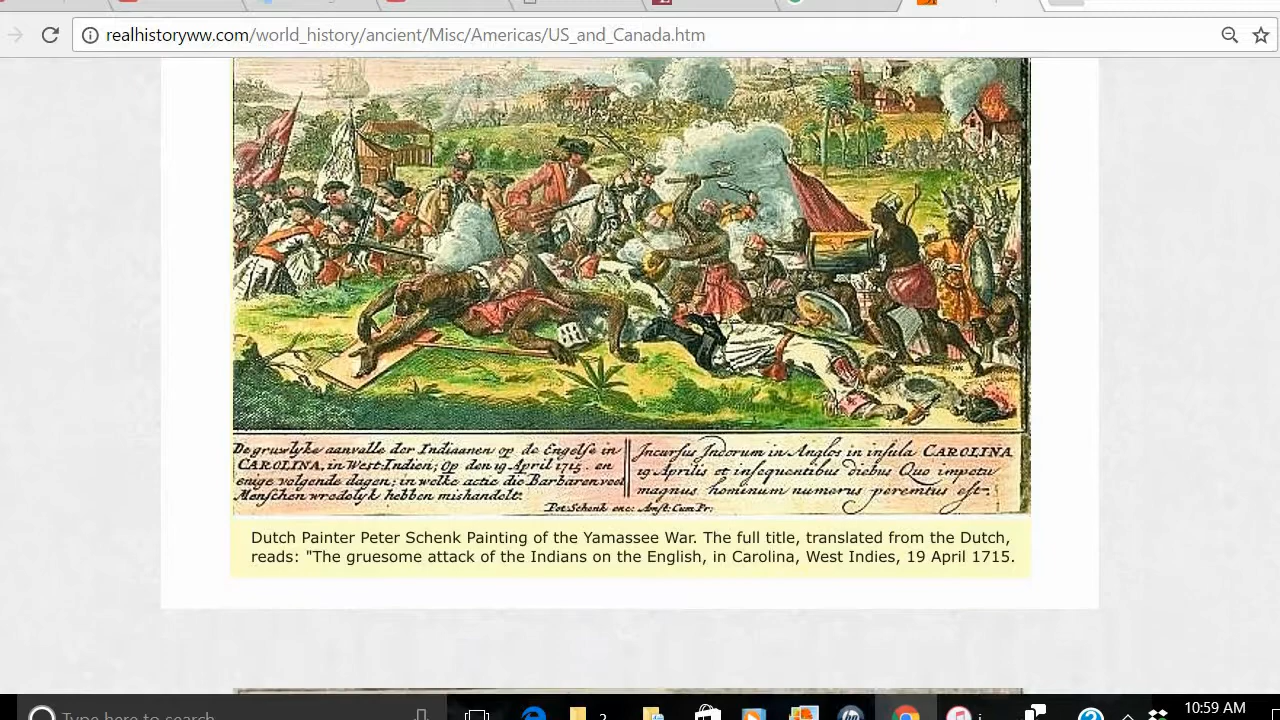 realhistoryww.com/world_history/ancient/Misc/Americas/US_and_Canada.htm
De gruwlyke aanvalle der Indiaanen op de Engelse in
CAROLINA, in West-Indien; Op den 19 April 1715. en
enige volgende dagen; in welke actie die Barbaren veel
Menschen wredelyk hebben mishandelt.
Incursus Indorum in Anglos in insula CAROLINA
19 Aprilis et insequentibus diebus Quo impetu
magnus hominum numerus peremtus est.
Pet: Schenk exc: Amst: Cum Pr:
Dutch Painter Peter Schenk Painting of the Yamassee War. The full title, translated from the Dutch,
reads: "The gruesome attack of the Indians on the English, in Carolina, West Indies, 19 April 1715.
Type here to search
10:59 AM